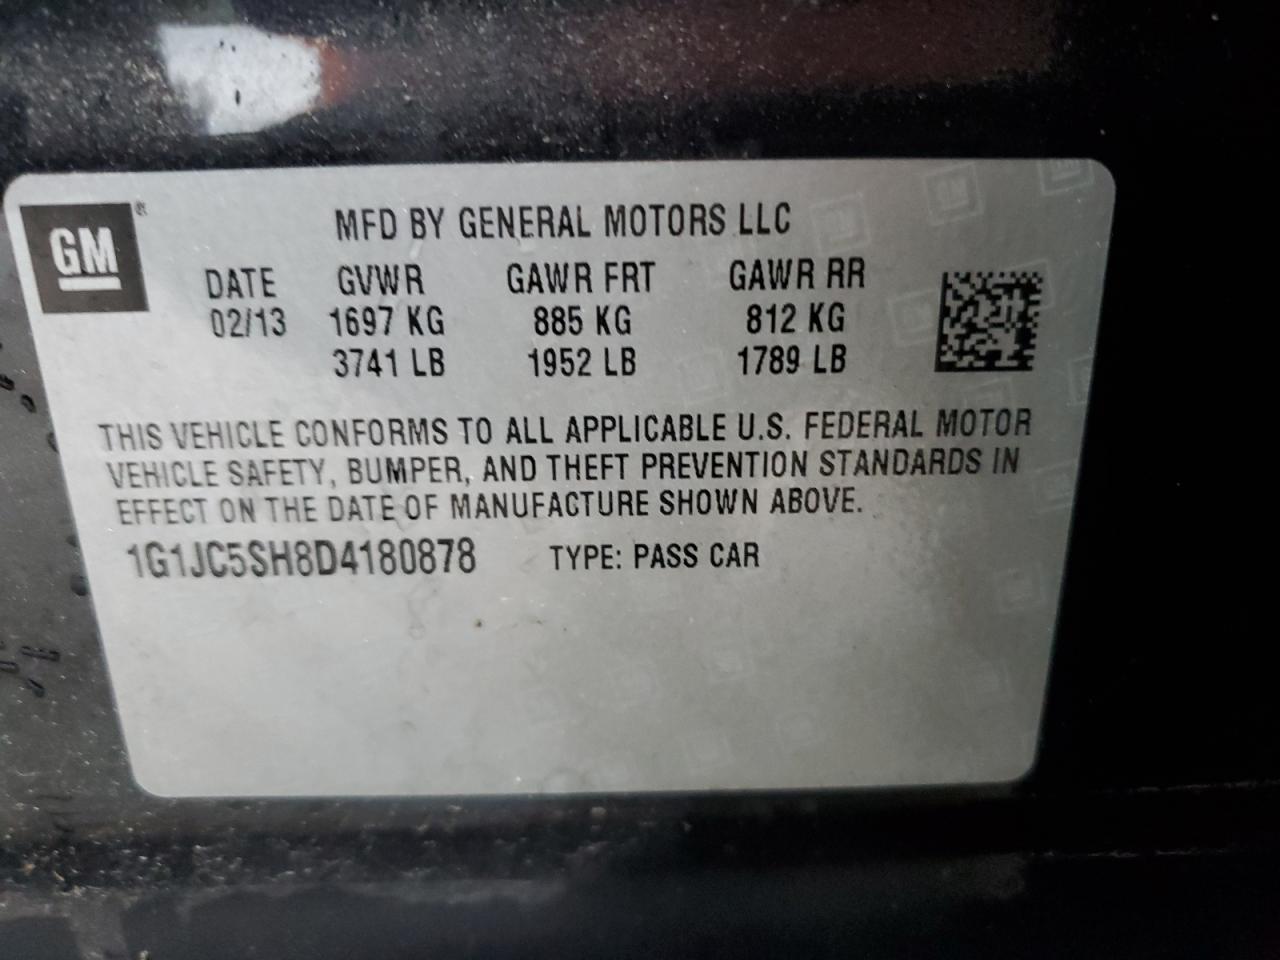 GM®
MFD BY GENERAL MOTORS LLC
DATE GVWR GAWR FRT GAWR RR
02/13 1697 KG 885 KG 812 KG
3741 LB 1952 LB 1789 LB
THIS VEHICLE CONFORMS TO ALL APPLICABLE U.S. FEDERAL MOTOR
VEHICLE SAFETY, BUMPER, AND THEFT PREVENTION STANDARDS IN
EFFECT ON THE DATE OF MANUFACTURE SHOWN ABOVE.
1G1JC5SH8D4180878 TYPE: PASS CAR